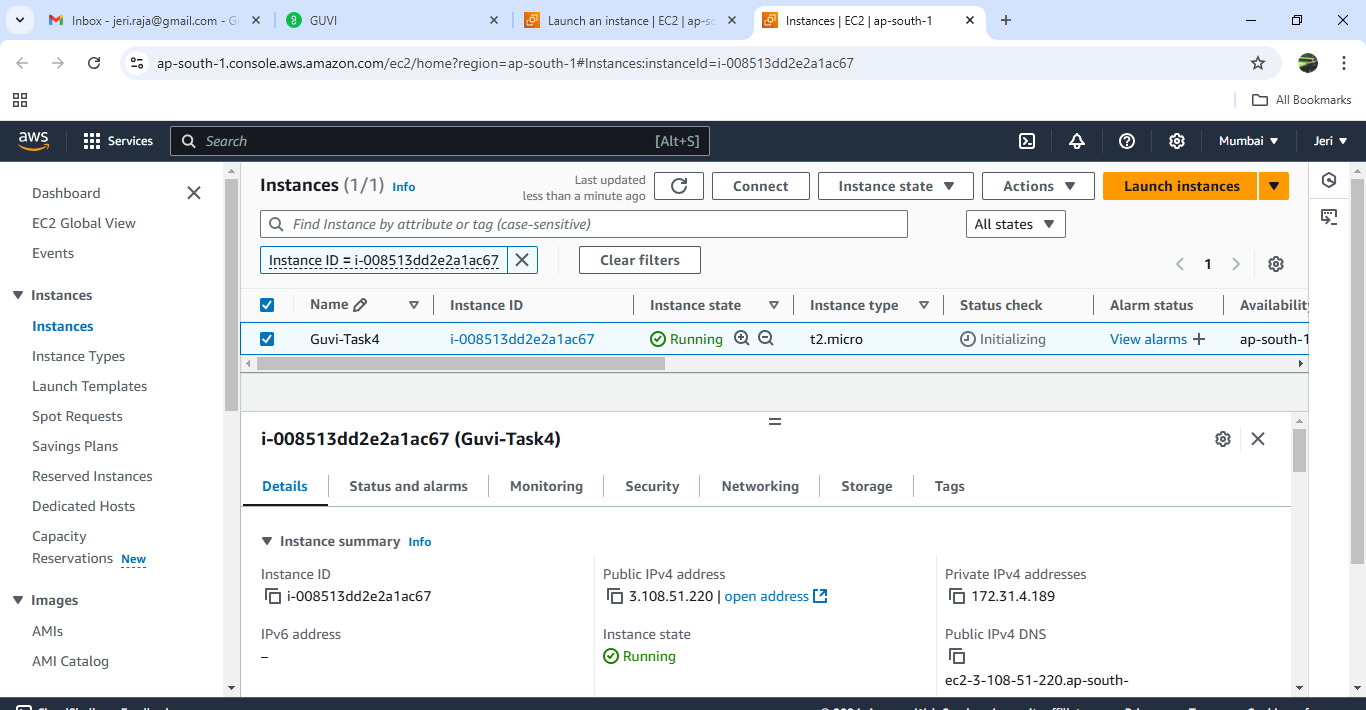 Inbox - jeri.raja@gmail.com - G
GUVI
Launch an instance | EC2 | ap-sc
Instances | EC2 | ap-south-1
ap-south-1.console.aws.amazon.com/ec2/home?region=ap-south-1#Instances:instanceId=i-008513dd2e2a1ac67
All Bookmarks
aws
Services
Search
[Alt+S]
Mumbai
Jeri
Dashboard
EC2 Global View
Events
Instances
Instances
Instance Types
Launch Templates
Spot Requests
Savings Plans
Reserved Instances
Dedicated Hosts
Capacity
Reservations New
Images
AMIs
AMI Catalog
Instances (1/1) Info
Last updated
less than a minute ago
Connect
Instance state
Actions
Launch instances
Find Instance by attribute or tag (case-sensitive)
All states
Instance ID = i-008513dd2e2a1ac67
Clear filters
1
Name Instance ID Instance state Instance type Status check Alarm status Availability
Guvi-Task4 i-008513dd2e2a1ac67 Running t2.micro Initializing View alarms ap-south-1
i-008513dd2e2a1ac67 (Guvi-Task4)
Details Status and alarms Monitoring Security Networking Storage Tags
Instance summary Info
Instance ID
i-008513dd2e2a1ac67
Public IPv4 address
3.108.51.220 | open address
Private IPv4 addresses
172.31.4.189
IPv6 address
–
Instance state
Running
Public IPv4 DNS
ec2-3-108-51-220.ap-south-